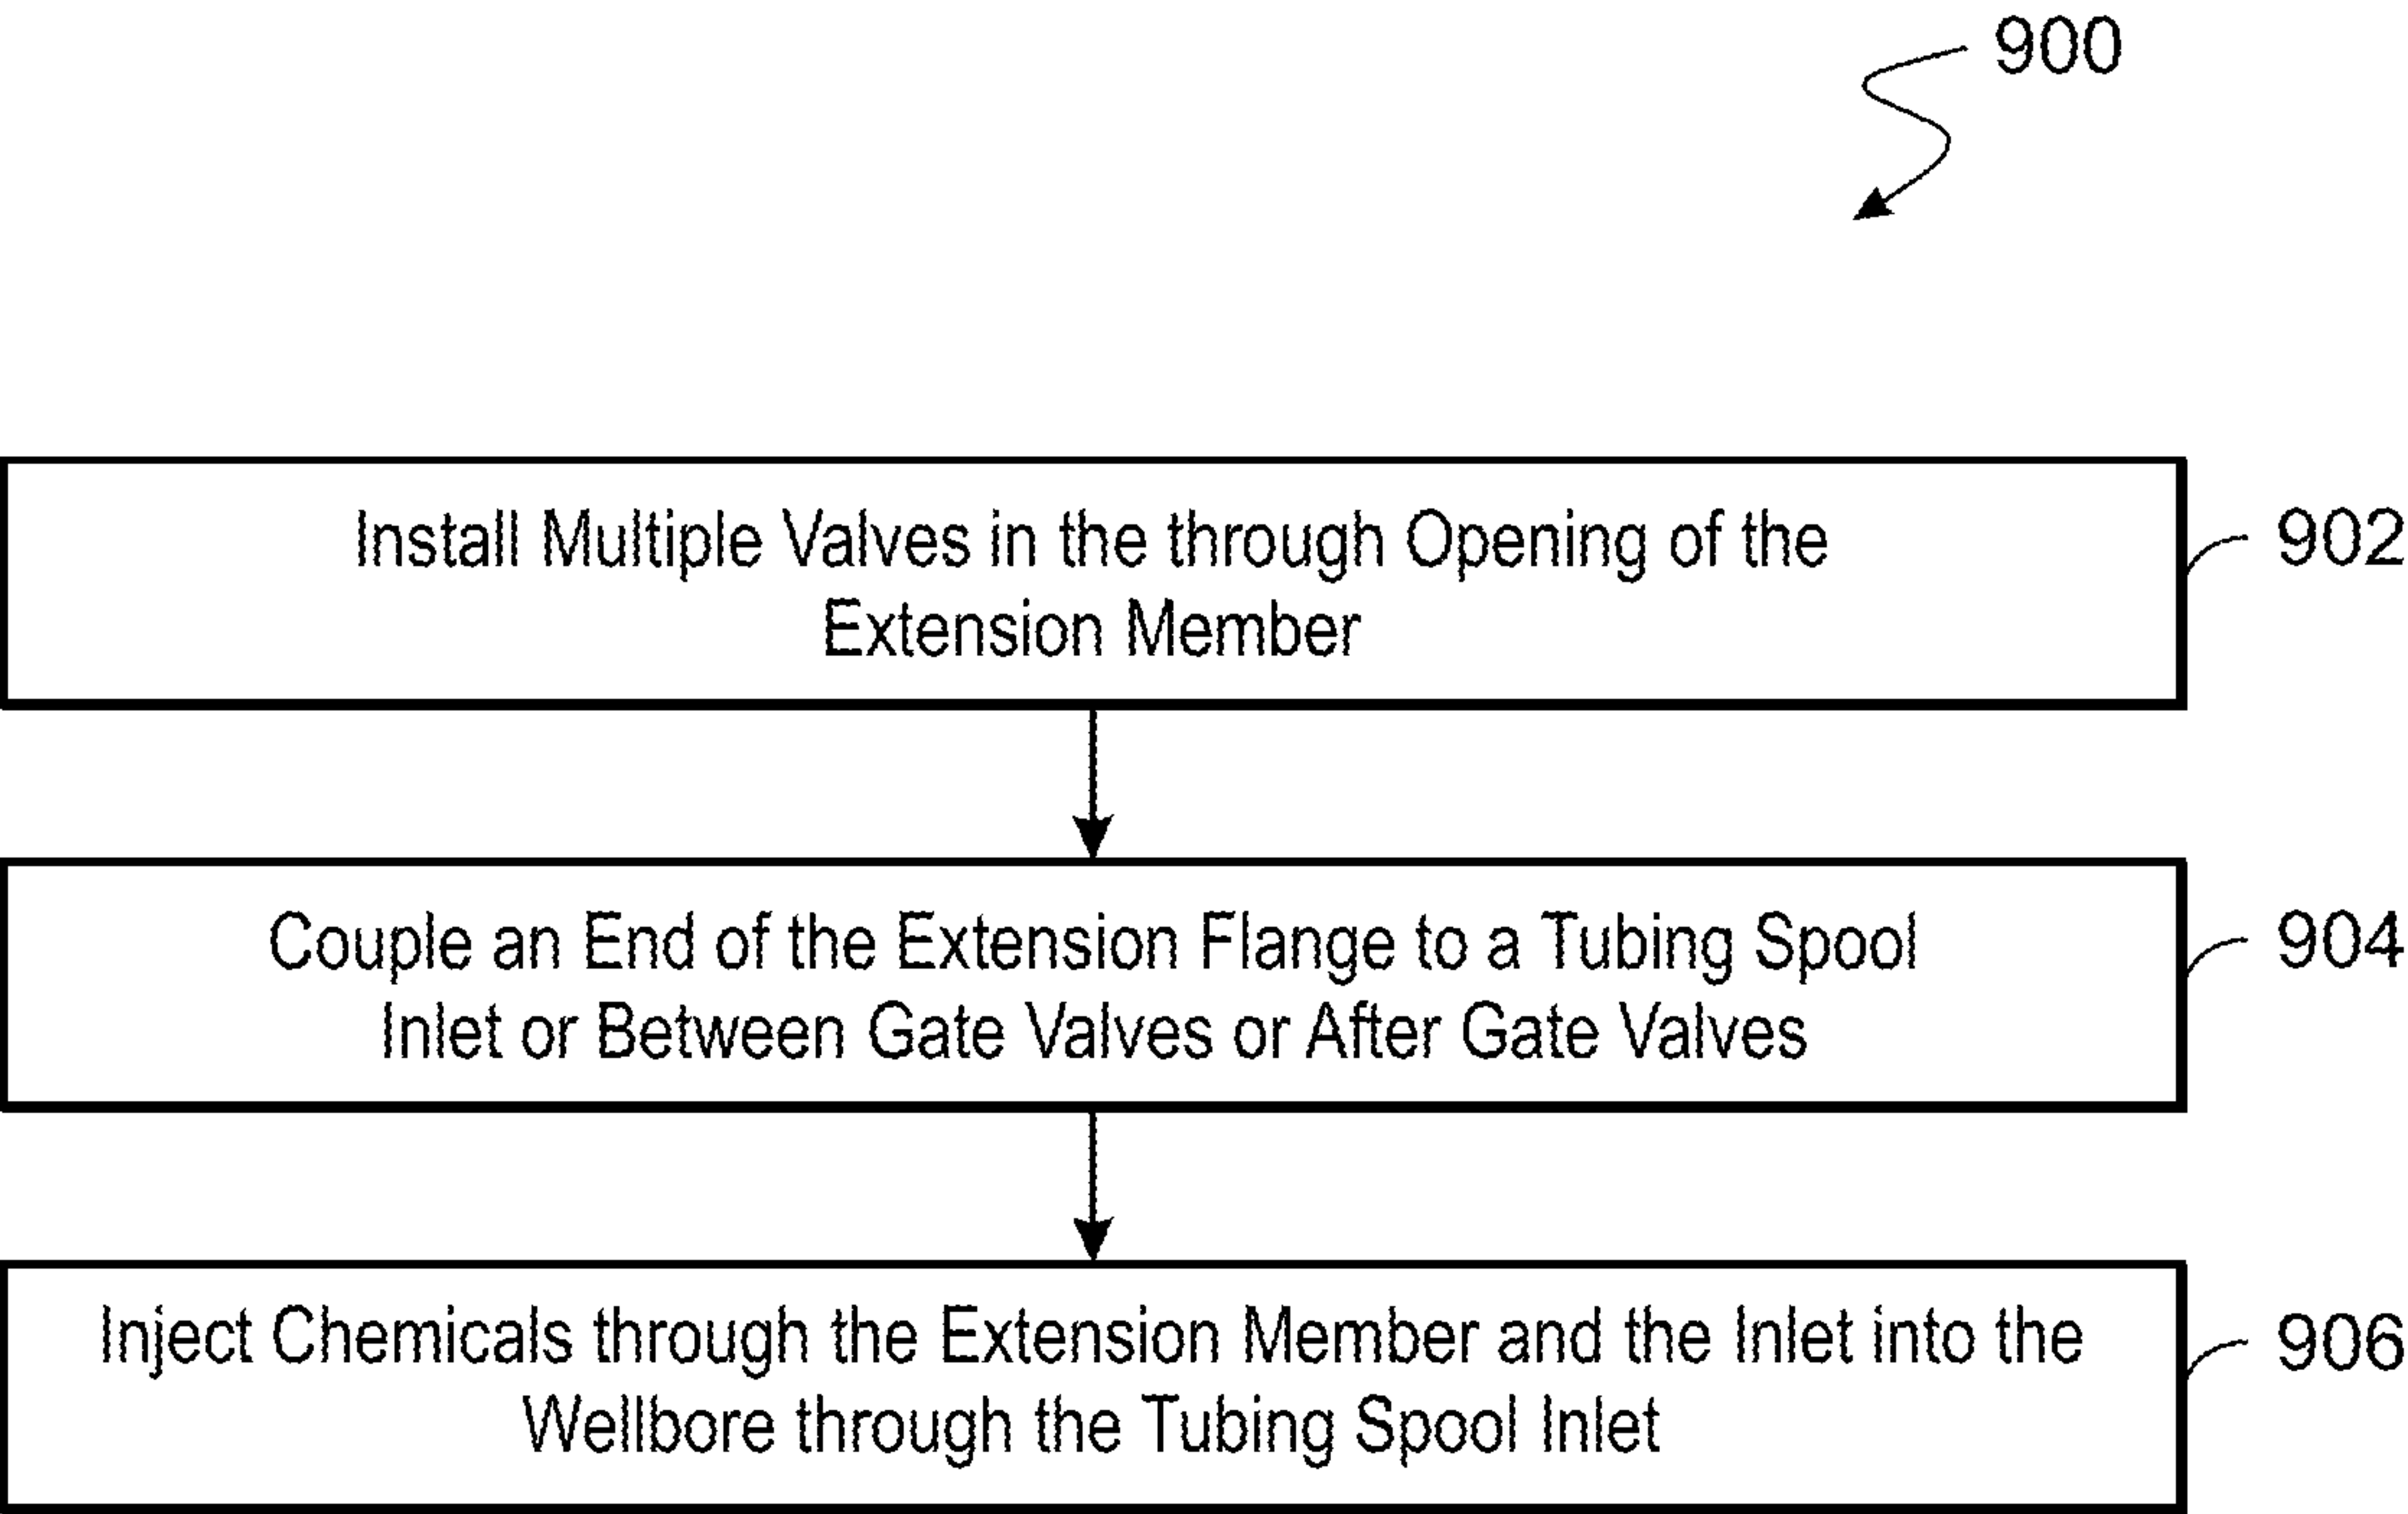 900
Install Multiple Valves in the through Opening of the
Extension Member
902
Couple an End of the Extension Flange to a Tubing Spool
Inlet or Between Gate Valves or After Gate Valves
904
Inject Chemicals through the Extension Member and the Inlet into the
Wellbore through the Tubing Spool Inlet
906